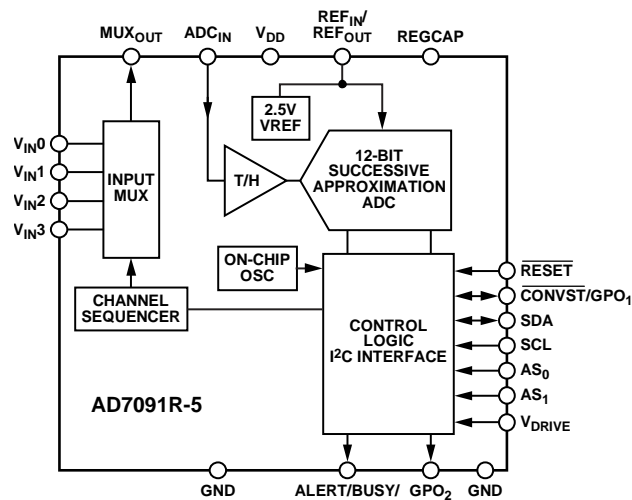 MUXOUT ADCIN VDD REFIN/
REFOUT REGCAP
2.5V
VREF
VIN0
VIN1
VIN2
VIN3
INPUT
MUX
T/H
12-BIT
SUCCESSIVE
APPROXIMATION
ADC
ON-CHIP
OSC
CHANNEL
SEQUENCER
CONTROL
LOGIC
I2C INTERFACE
RESET
CONVST/GPO1
SDA
SCL
AS0
AS1
VDRIVE
AD7091R-5
GND ALERT/BUSY/ GPO2 GND